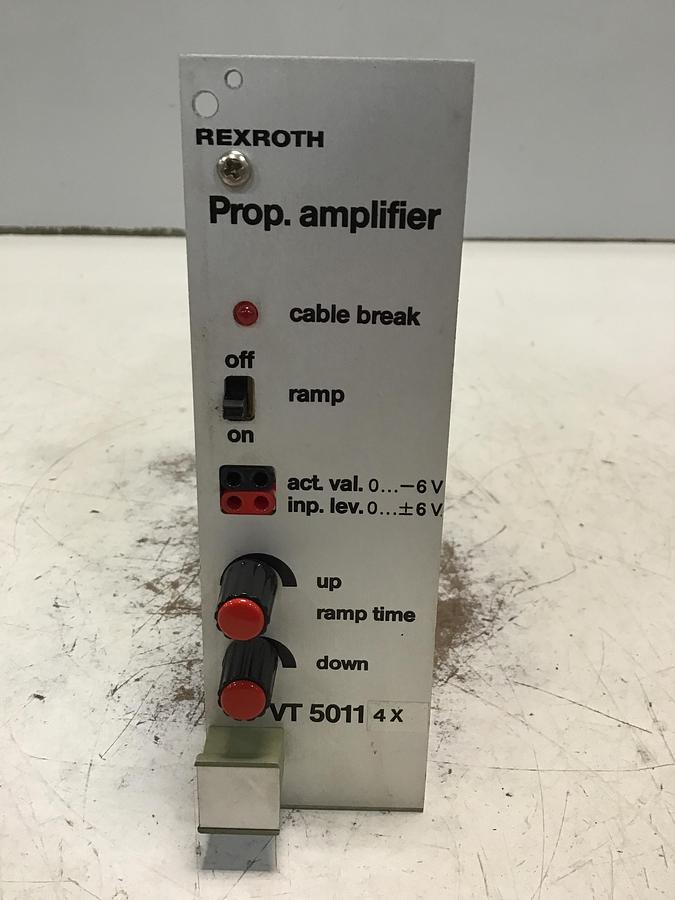 REXROTH
Prop. amplifier
cable break
off
ramp
on
act. val. 0...−6 V
inp. lev. 0...±6 V
up
ramp time
down
VT 5011 4X